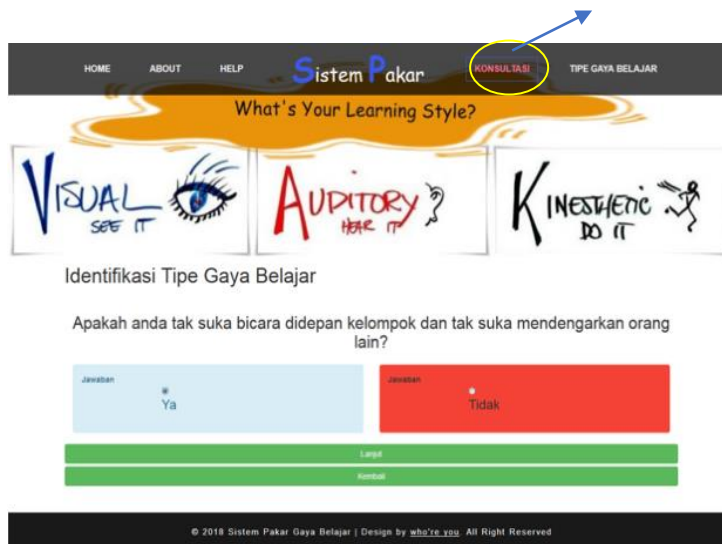 HOME ABOUT HELP Sistem Pakar KONSULTASI TIPE GAYA BELAJAR
What's Your Learning Style?
VISUAL
SEE IT
AUDITORY
HEAR IT
KINESTHETIC
DO IT
Identifikasi Tipe Gaya Belajar
Apakah anda tak suka bicara didepan kelompok dan tak suka mendengarkan orang
lain?
Jawaban
Ya
Jawaban
Tidak
Lanjut
Kembali
© 2018 Sistem Pakar Gaya Belajar | Design by who're you. All Right Reserved